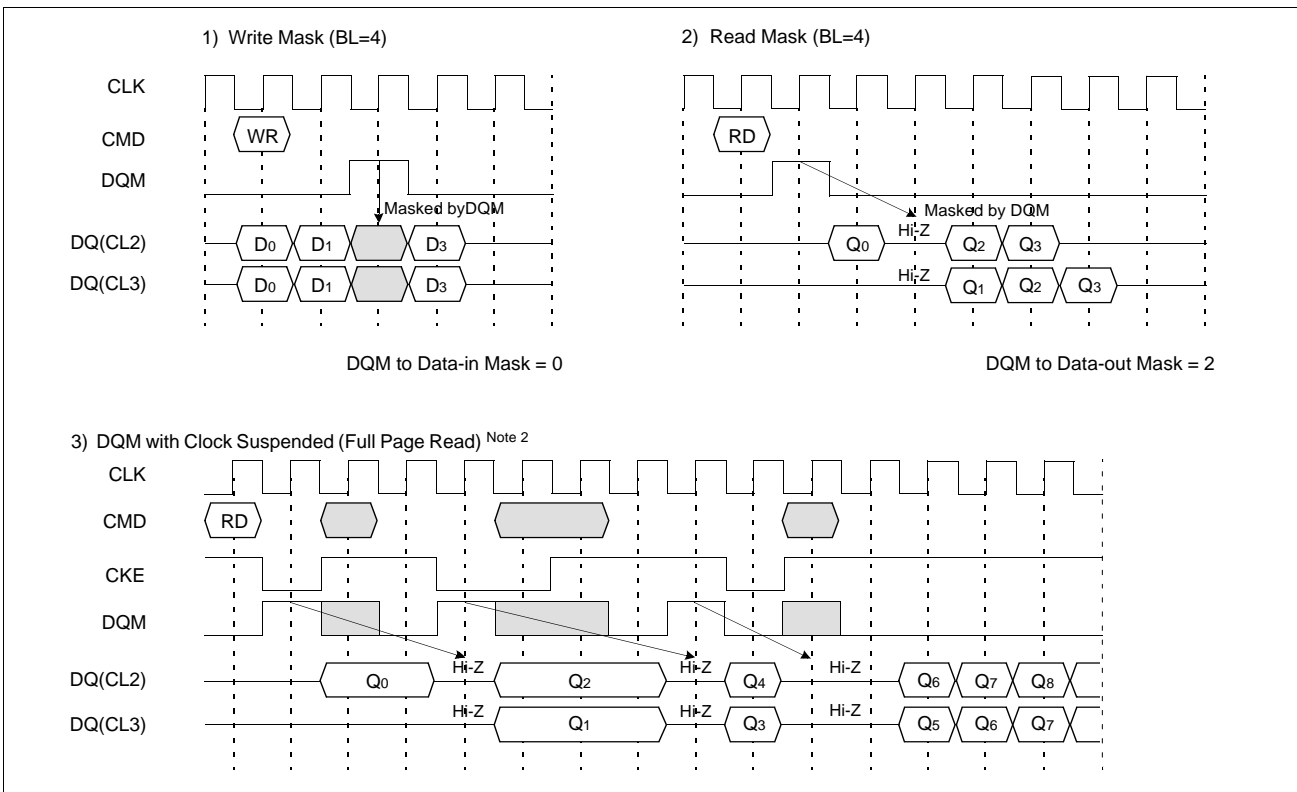 1) Write Mask (BL=4)
2) Read Mask (BL=4)
CLK
CMD
WR
RD
DQM
Masked byDQM
Masked by DQM
DQ(CL2)
D0 D1 D3
Hi-Z
Q0 Q2 Q3
DQ(CL3)
D0 D1 D3
Hi-Z
Q1 Q2 Q3
DQM to Data-in Mask = 0
DQM to Data-out Mask = 2
3) DQM with Clock Suspended (Full Page Read) Note 2
CLK
CMD
RD
CKE
DQM
DQ(CL2)
Q0 Hi-Z Q2 Hi-Z Q4 Hi-Z Q6 Q7 Q8
DQ(CL3)
Hi-Z Q1 Hi-Z Q3 Hi-Z Q5 Q6 Q7